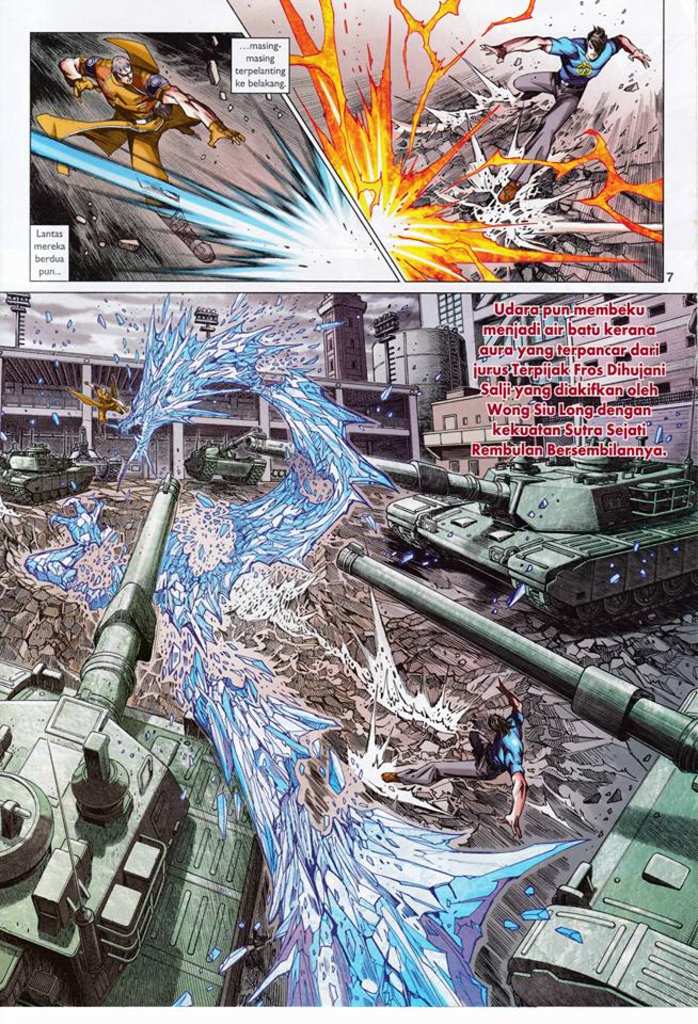 Lantas
mereka
berdua
pun...
...masing-
masing
terpelanting
ke belakang.
7
Udara pun membeku
menjadi air batu kerana
aura yang terpancar dari
jurus Terpijak Fros Dihujani
Salji yang diakifkan oleh
Wong Siu Long dengan
kekuatan Sutra Sejati
Rembulan Bersembilannya.